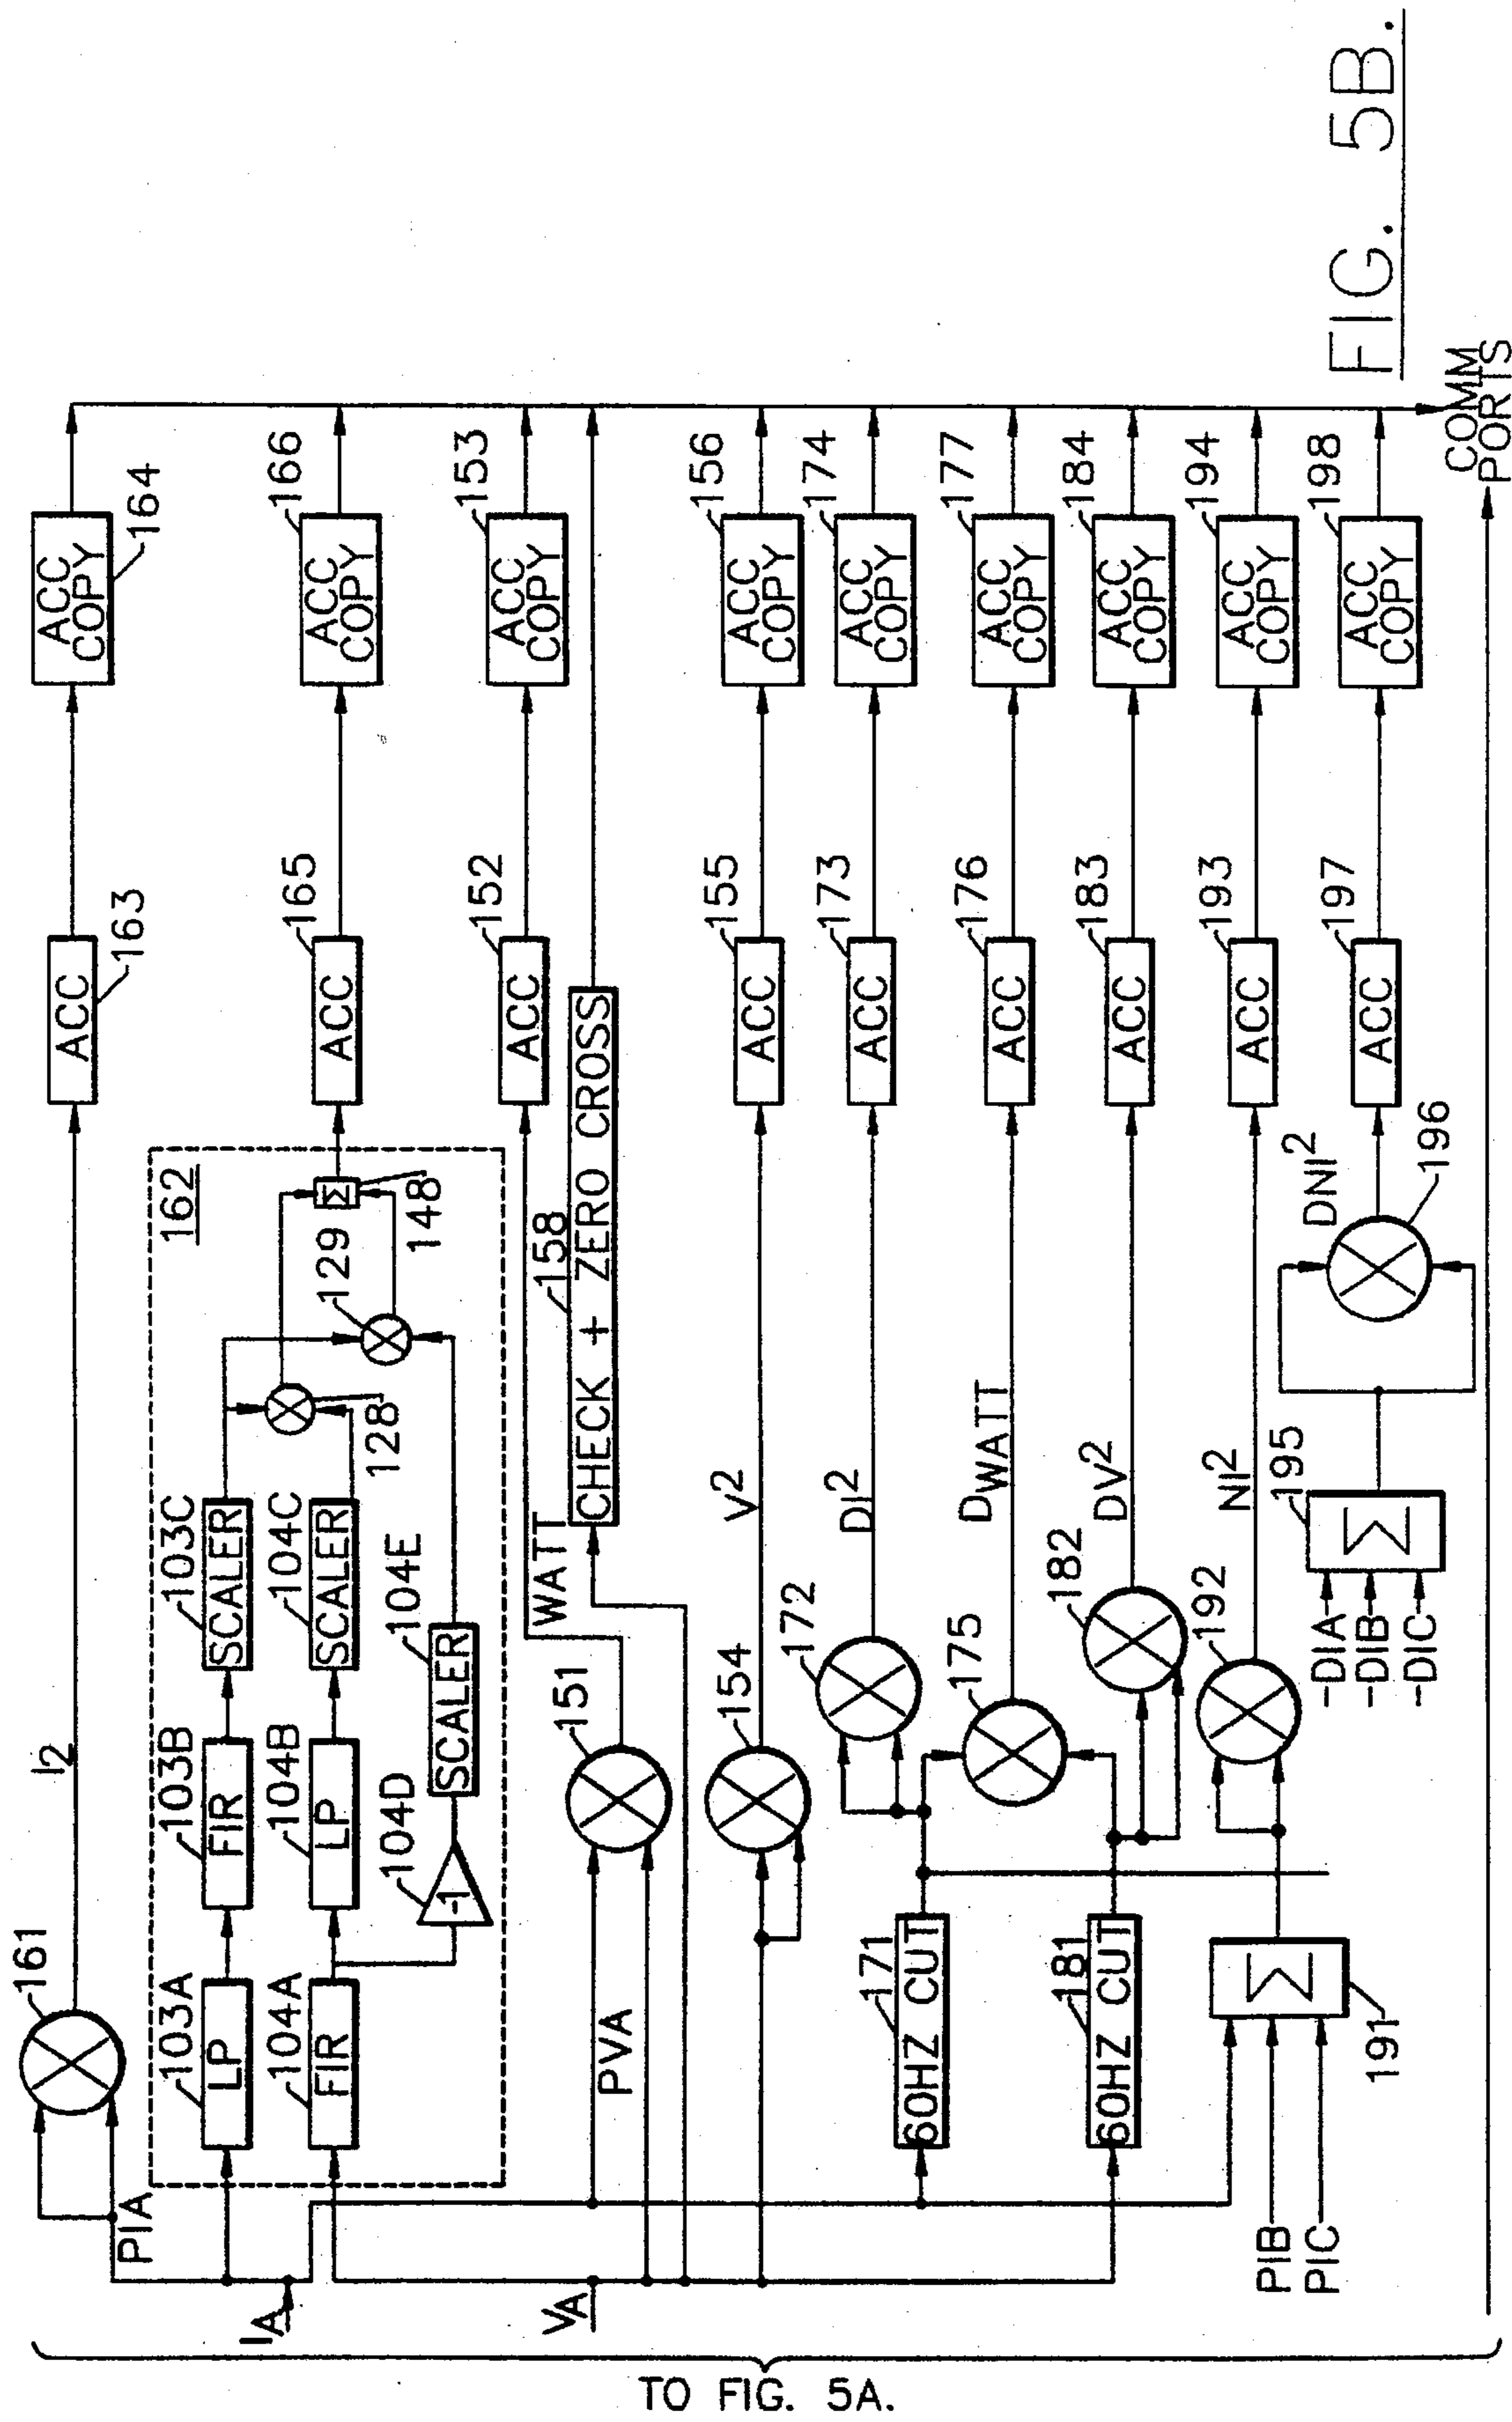 FIG. 5B.
TO FIG. 5A.
PIA
161
I2
163
ACC
164
ACC
COPY
162
103A
LP
103B
FIR
103C
SCALER
104A
FIR
104B
LP
104C
SCALER
104D
-1
104E
SCALER
128
129
148
Σ
165
ACC
166
ACC
COPY
IA
VA
PVA
151
WATT
152
ACC
153
ACC
COPY
158
CHECK + ZERO CROSS
154
V2
155
ACC
156
ACC
COPY
171
60HZ CUT
172
DI2
173
ACC
174
ACC
COPY
175
DWATT
176
ACC
177
ACC
COPY
181
60HZ CUT
182
DV2
183
ACC
184
ACC
COPY
PIB
PIC
191
Σ
192
NI2
193
ACC
194
ACC
COPY
-DIA
-DIB
-DIC
195
Σ
196
DNI2
197
ACC
198
ACC
COPY
COMM
PORTS